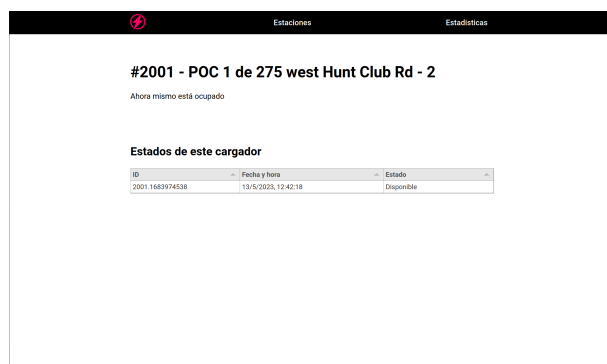 Estaciones Estadísticas
#2001 - POC 1 de 275 west Hunt Club Rd - 2
Ahora mismo está ocupado
Estados de este cargador
ID Fecha y hora Estado
2001.1683974538 13/5/2023, 12:42:18 Disponible